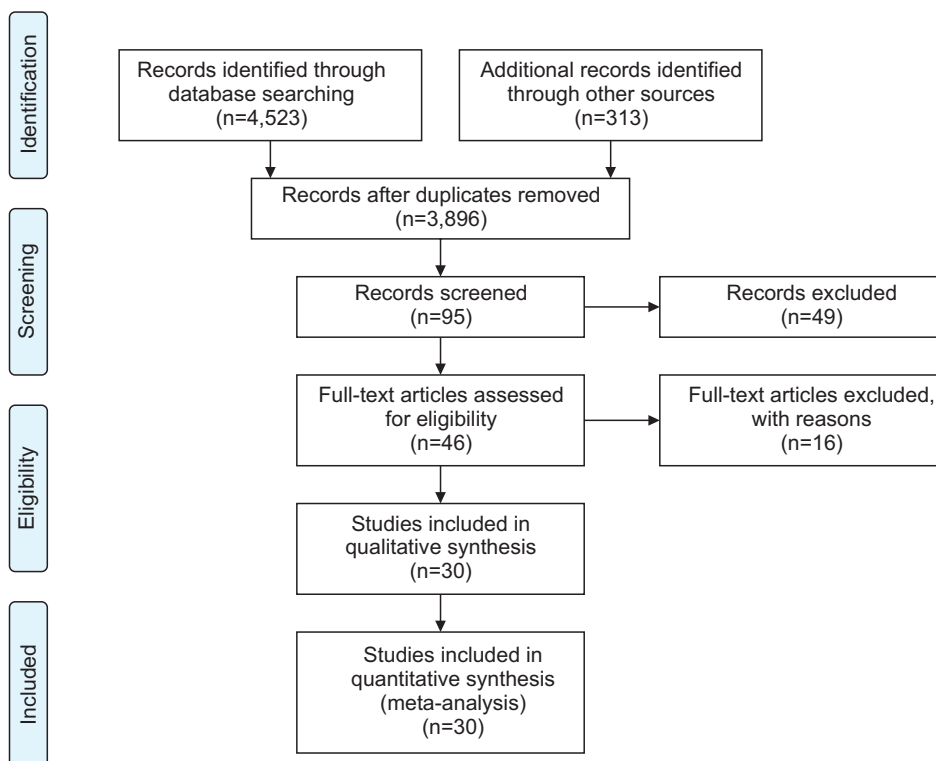 Identification
Records identified through
database searching
(n=4,523)
Additional records identified
through other sources
(n=313)
Records after duplicates removed
(n=3,896)
Screening
Records screened
(n=95)
Records excluded
(n=49)
Eligibility
Full-text articles assessed
for eligibility
(n=46)
Full-text articles excluded,
with reasons
(n=16)
Studies included in
qualitative synthesis
(n=30)
Included
Studies included in
quantitative synthesis
(meta-analysis)
(n=30)